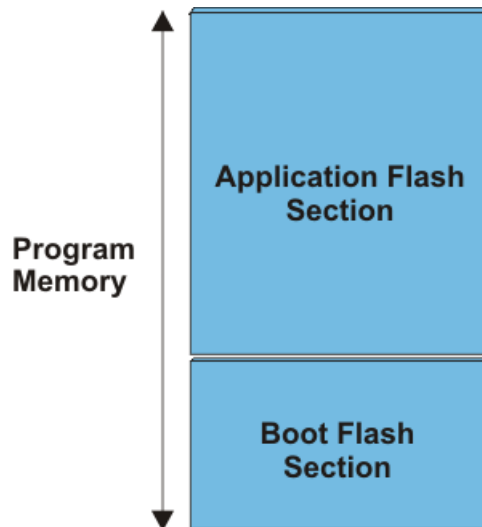 Application Flash
Section
Program
Memory
Boot Flash
Section